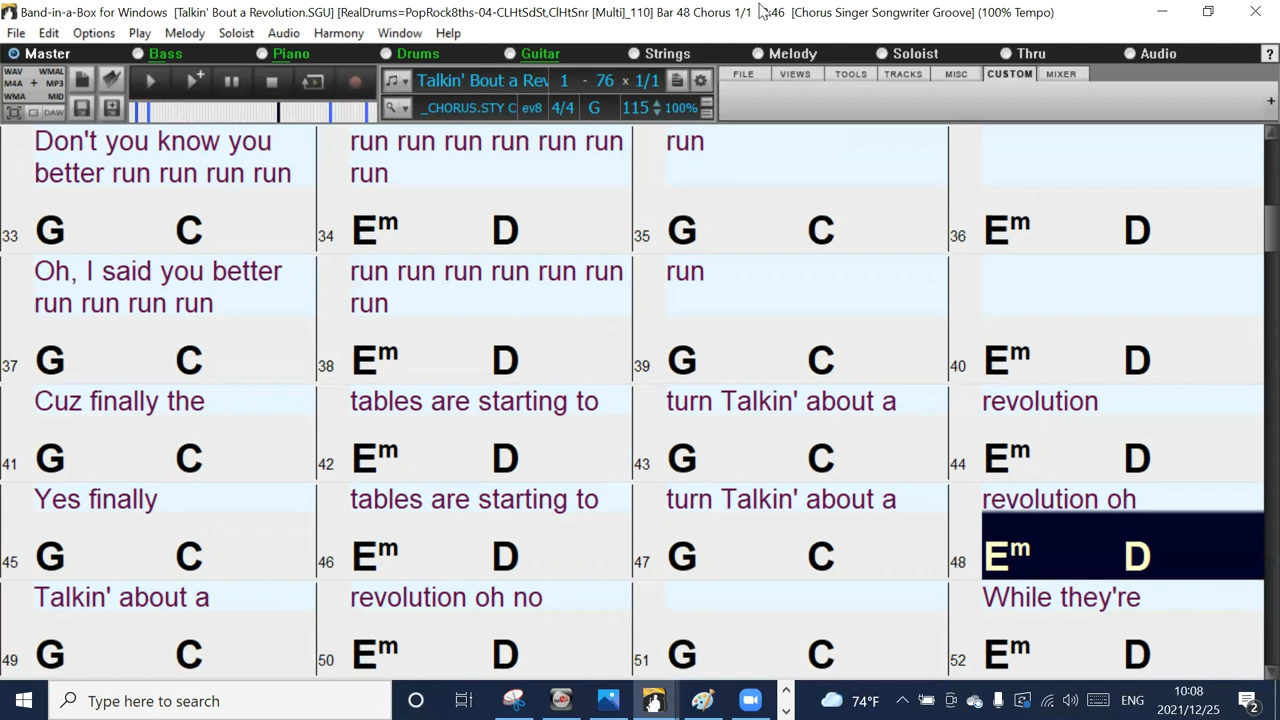 Band-in-a-Box for Windows [Talkin' Bout a Revolution.SGU] [RealDrums=PopRock8ths-04-CLHtSdSt,ClHtSnr [Multi]_110] Bar 48 Chorus 1/1 :46 [Chorus Singer Songwriter Groove] (100% Tempo)
File Edit Options Play Melody Soloist Audio Harmony Window Help
Master Bass Piano Drums Guitar Strings Melody Soloist Thru Audio ?
WAV WMAL
M4A + MP3
WMA MID
DAW
Talkin' Bout a Rev 1 - 76 x 1/1
_CHORUS.STY C ev8 4/4 G 115 100%
FILE VIEWS TOOLS TRACKS MISC CUSTOM MIXER
+
Don't you know you better run run run run
run run run run run run run
run
33 G C 34 Em D 35 G C 36 Em D
Oh, I said you better run run run run
run run run run run run run
run
37 G C 38 Em D 39 G C 40 Em D
Cuz finally the tables are starting to turn Talkin' about a revolution
41 G C 42 Em D 43 G C 44 Em D
Yes finally tables are starting to turn Talkin' about a revolution oh
45 G C 46 Em D 47 G C 48 Em D
Talkin' about a revolution oh no While they're
49 G C 50 Em D 51 G C 52 Em D
Type here to search
74°F
ENG
10:08
2021/12/25
2